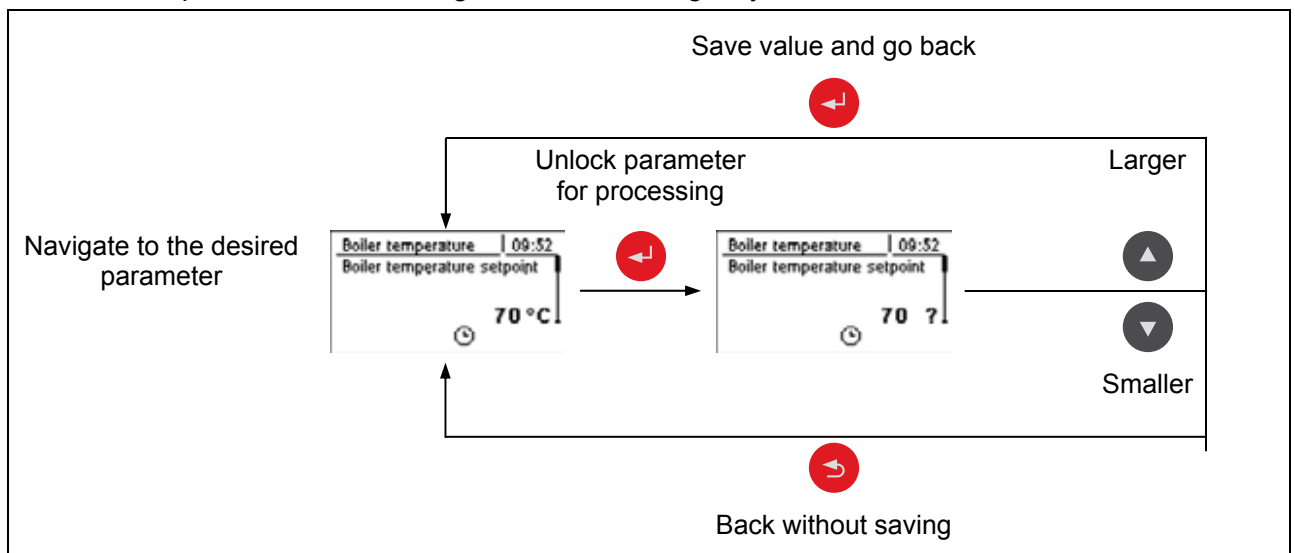 Save value and go back
Unlock parameter
for processing
Larger
Navigate to the desired
parameter
Boiler temperature 09:52
Boiler temperature setpoint
70 °C
Boiler temperature 09:52
Boiler temperature setpoint
70 ?
Smaller
Back without saving